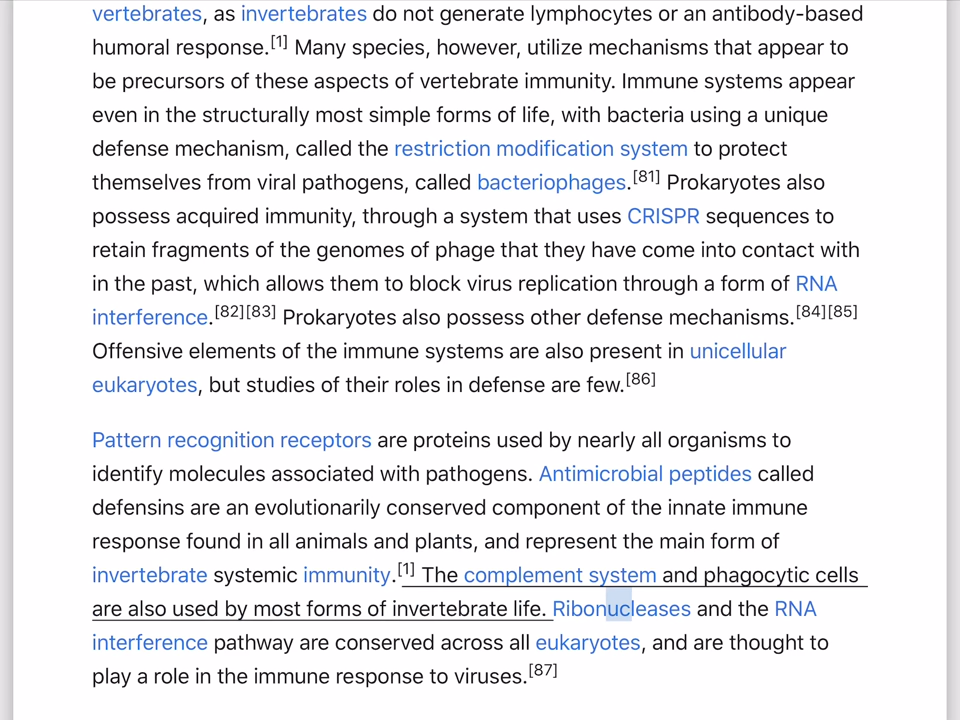 vertebrates, as invertebrates do not generate lymphocytes or an antibody-based
humoral response.[1] Many species, however, utilize mechanisms that appear to
be precursors of these aspects of vertebrate immunity. Immune systems appear
even in the structurally most simple forms of life, with bacteria using a unique
defense mechanism, called the restriction modification system to protect
themselves from viral pathogens, called bacteriophages.[81] Prokaryotes also
possess acquired immunity, through a system that uses CRISPR sequences to
retain fragments of the genomes of phage that they have come into contact with
in the past, which allows them to block virus replication through a form of RNA
interference.[82][83] Prokaryotes also possess other defense mechanisms.[84][85]
Offensive elements of the immune systems are also present in unicellular
eukaryotes, but studies of their roles in defense are few.[86]
Pattern recognition receptors are proteins used by nearly all organisms to
identify molecules associated with pathogens. Antimicrobial peptides called
defensins are an evolutionarily conserved component of the innate immune
response found in all animals and plants, and represent the main form of
invertebrate systemic immunity.[1] The complement system and phagocytic cells
are also used by most forms of invertebrate life. Ribonucleases and the RNA
interference pathway are conserved across all eukaryotes, and are thought to
play a role in the immune response to viruses.[87]